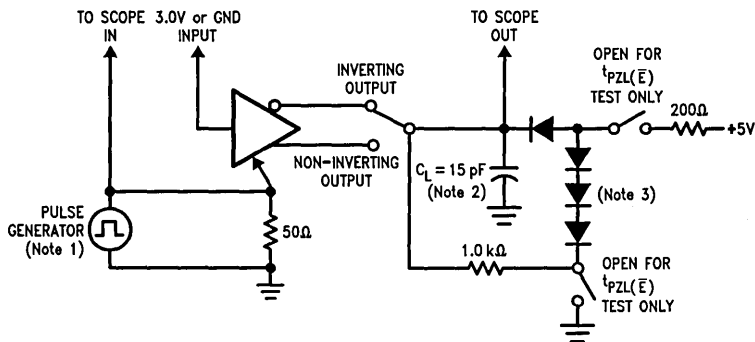 TO SCOPE
IN
3.0V or GND
INPUT
TO SCOPE
OUT
INVERTING
OUTPUT
NON-INVERTING
OUTPUT
OPEN FOR
tPZL(E̅)
TEST ONLY
200Ω
+5V
CL = 15 pF
(Note 2)
(Note 3)
PULSE
GENERATOR
(Note 1)
50Ω
1.0 kΩ
OPEN FOR
tPZL(E̅)
TEST ONLY